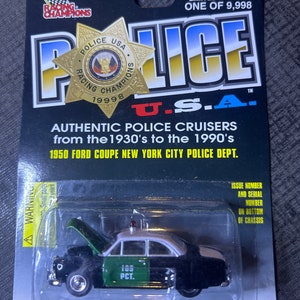 RACING
CHAMPIONS
ONE OF 9,998
POLICE
POLICE USA
RACING CHAMPIONS
19998
U.S.A.
AUTHENTIC POLICE CRUISERS
from the 1930's to the 1990's
1950 FORD COUPE NEW YORK CITY POLICE DEPT.
ISSUE NUMBER
AND SERIAL
NUMBER
ON BOTTOM
OF CHASSIS
WARNING
PCT.